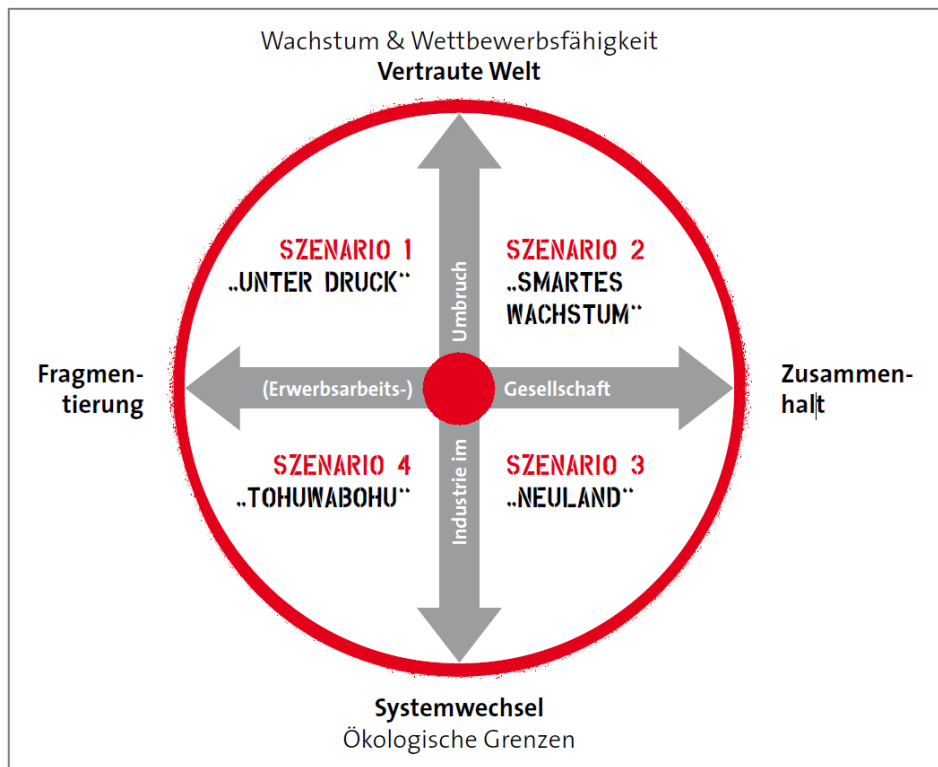 Wachstum & Wettbewerbsfähigkeit
Vertraute Welt
SZENARIO 1
„UNTER DRUCK“
SZENARIO 2
„SMARTES
WACHSTUM“
Umbruch
Fragmen-
tierung
(Erwerbsarbeits-)
Gesellschaft
Zusammen-
halt
SZENARIO 4
„TOHUWABOHU“
SZENARIO 3
„NEULAND“
Industrie im
Systemwechsel
Ökologische Grenzen